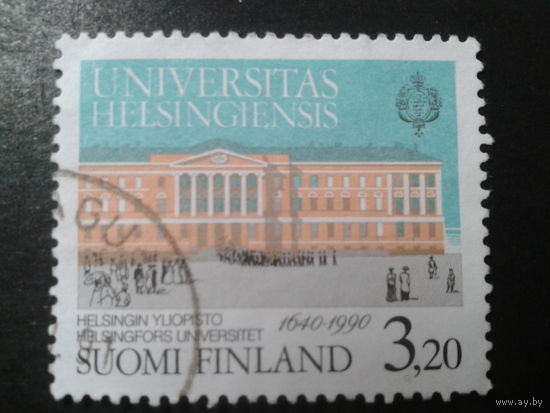 UNIVERSITAS
HELSINGIENSIS
HELSINGIN YLIOPISTO
HELSINGFORS UNIVERSITET
1640-1990
SUOMI FINLAND
3,20
www.ay.by